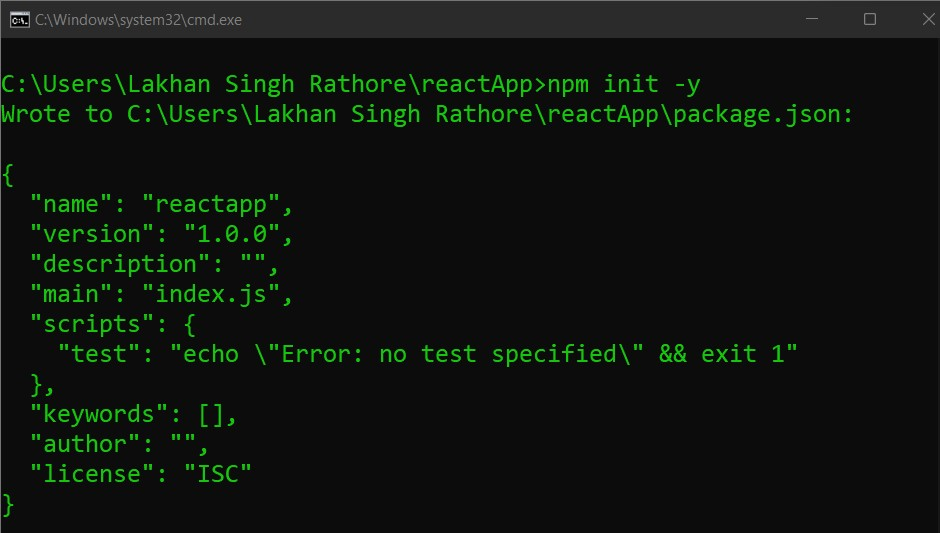 C:\Windows\system32\cmd.exe
C:\Users\Lakhan Singh Rathore\reactApp>npm init -y
Wrote to C:\Users\Lakhan Singh Rathore\reactApp\package.json:
{
  "name": "reactapp",
  "version": "1.0.0",
  "description": "",
  "main": "index.js",
  "scripts": {
    "test": "echo \"Error: no test specified\" && exit 1"
  },
  "keywords": [],
  "author": "",
  "license": "ISC"
}